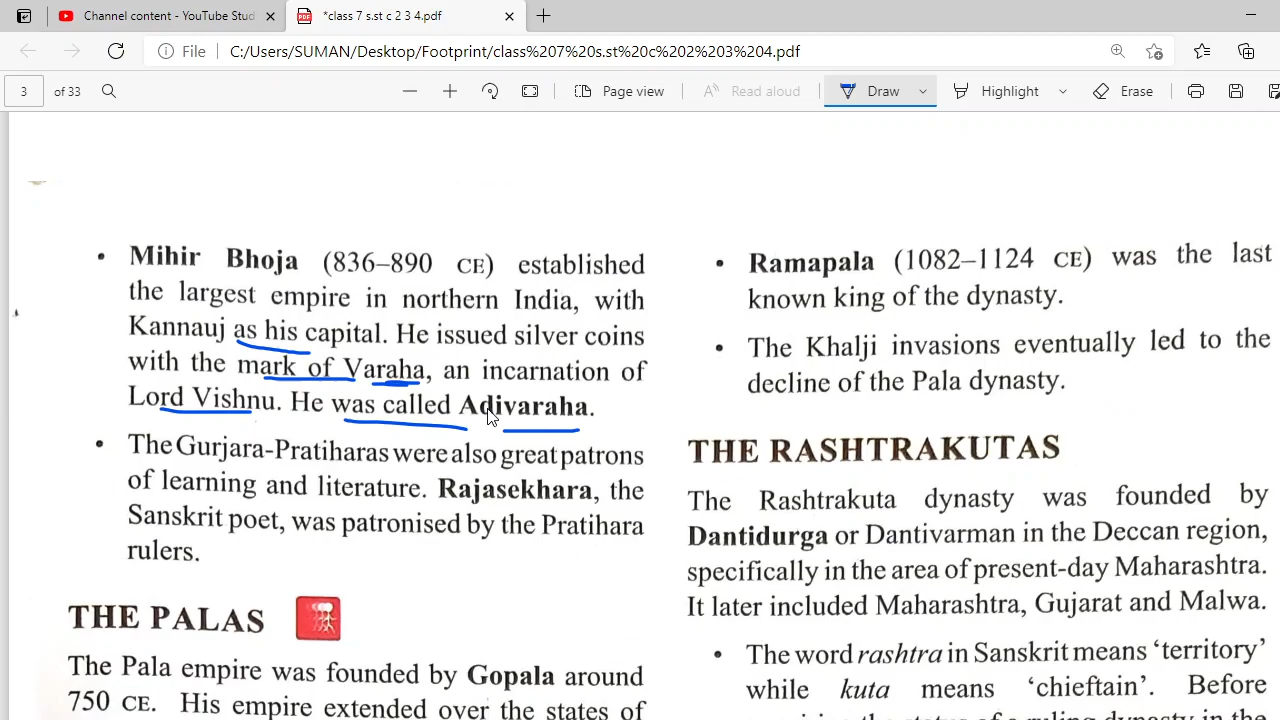 Channel content - YouTube Stud
*class 7 s.st c 2 3 4.pdf
File
C:/Users/SUMAN/Desktop/Footprint/class%207%20s.st%20c%202%203%204.pdf
3 of 33
Page view
Read aloud
Draw
Highlight
Erase
• Mihir Bhoja (836–890 CE) established
the largest empire in northern India, with
Kannauj as his capital. He issued silver coins
with the mark of Varaha, an incarnation of
Lord Vishnu. He was called Adivaraha.
• The Gurjara-Pratiharas were also great patrons
of learning and literature. Rajasekhara, the
Sanskrit poet, was patronised by the Pratihara
rulers.
THE PALAS
The Pala empire was founded by Gopala around
750 CE. His empire extended over the states of
• Ramapala (1082–1124 CE) was the last
known king of the dynasty.
• The Khalji invasions eventually led to the
decline of the Pala dynasty.
THE RASHTRAKUTAS
The Rashtrakuta dynasty was founded by
Dantidurga or Dantivarman in the Deccan region,
specifically in the area of present-day Maharashtra.
It later included Maharashtra, Gujarat and Malwa.
• The word rashtra in Sanskrit means ‘territory’
while kuta means ‘chieftain’. Before